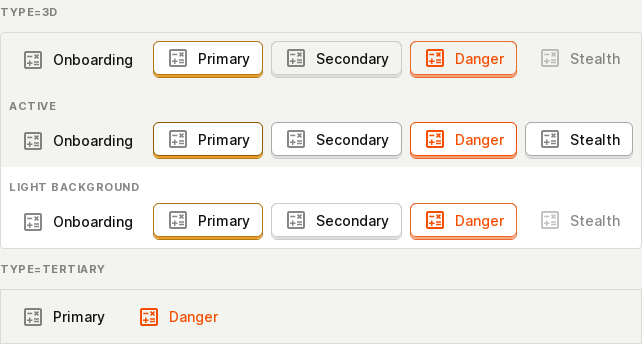 TYPE=3D
Onboarding Primary Secondary Danger Stealth
ACTIVE
Onboarding Primary Secondary Danger Stealth
LIGHT BACKGROUND
Onboarding Primary Secondary Danger Stealth
TYPE=TERTIARY
Primary Danger